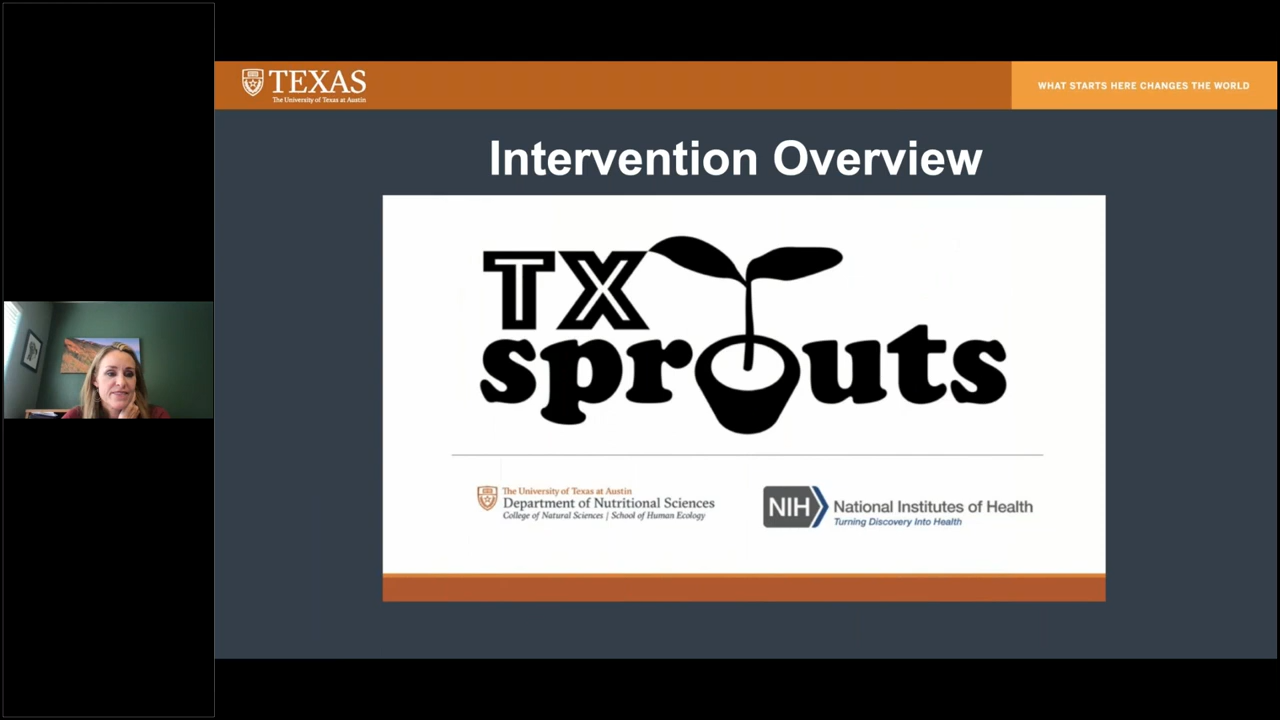 TEXAS
The University of Texas at Austin
WHAT STARTS HERE CHANGES THE WORLD
Intervention Overview
TX
sprouts
The University of Texas at Austin
Department of Nutritional Sciences
College of Natural Sciences | School of Human Ecology
NIH
National Institutes of Health
Turning Discovery Into Health